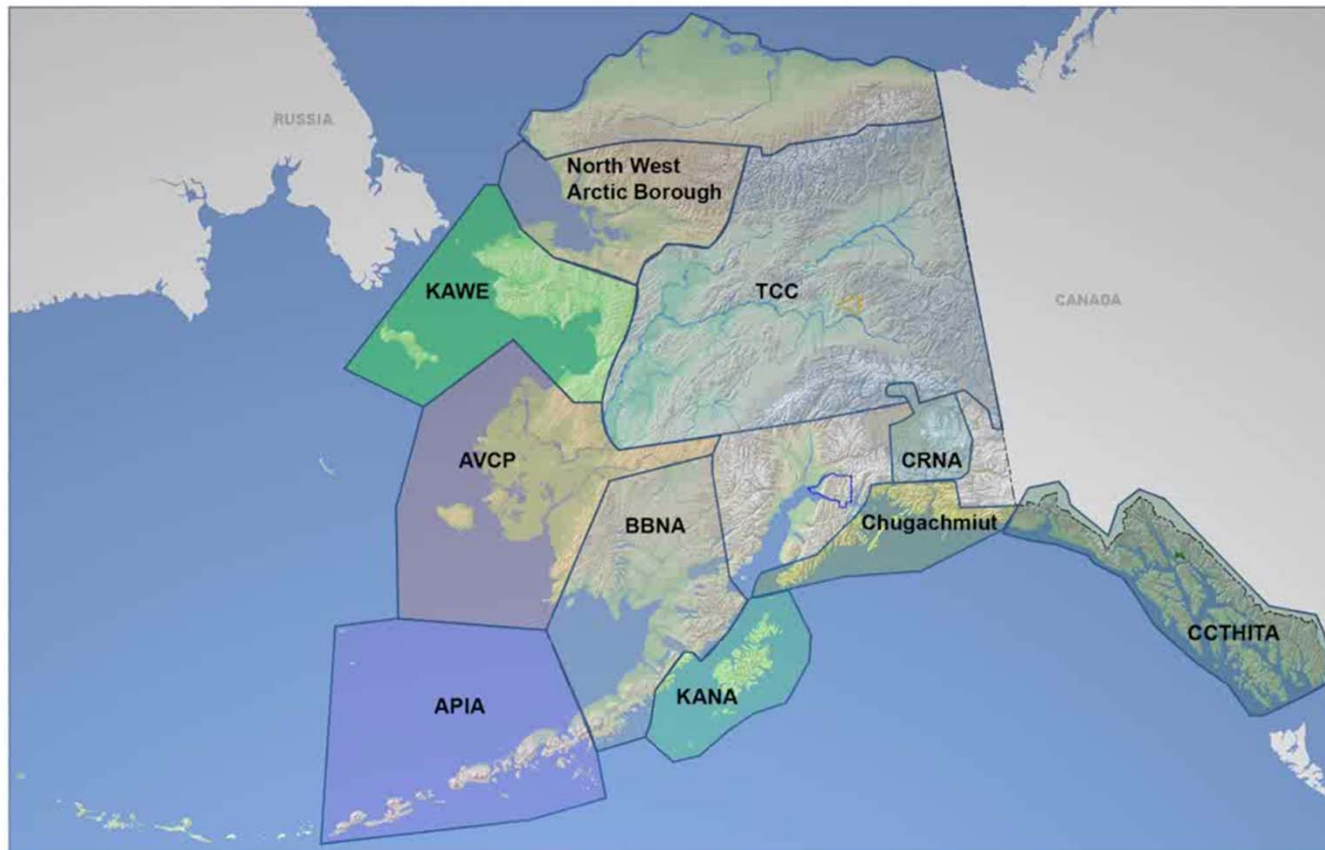 RUSSIA
North West
Arctic Borough
KAWE
TCC
CANADA
AVCP
CRNA
BBNA
Chugachmiut
CCTHITA
APIA
KANA